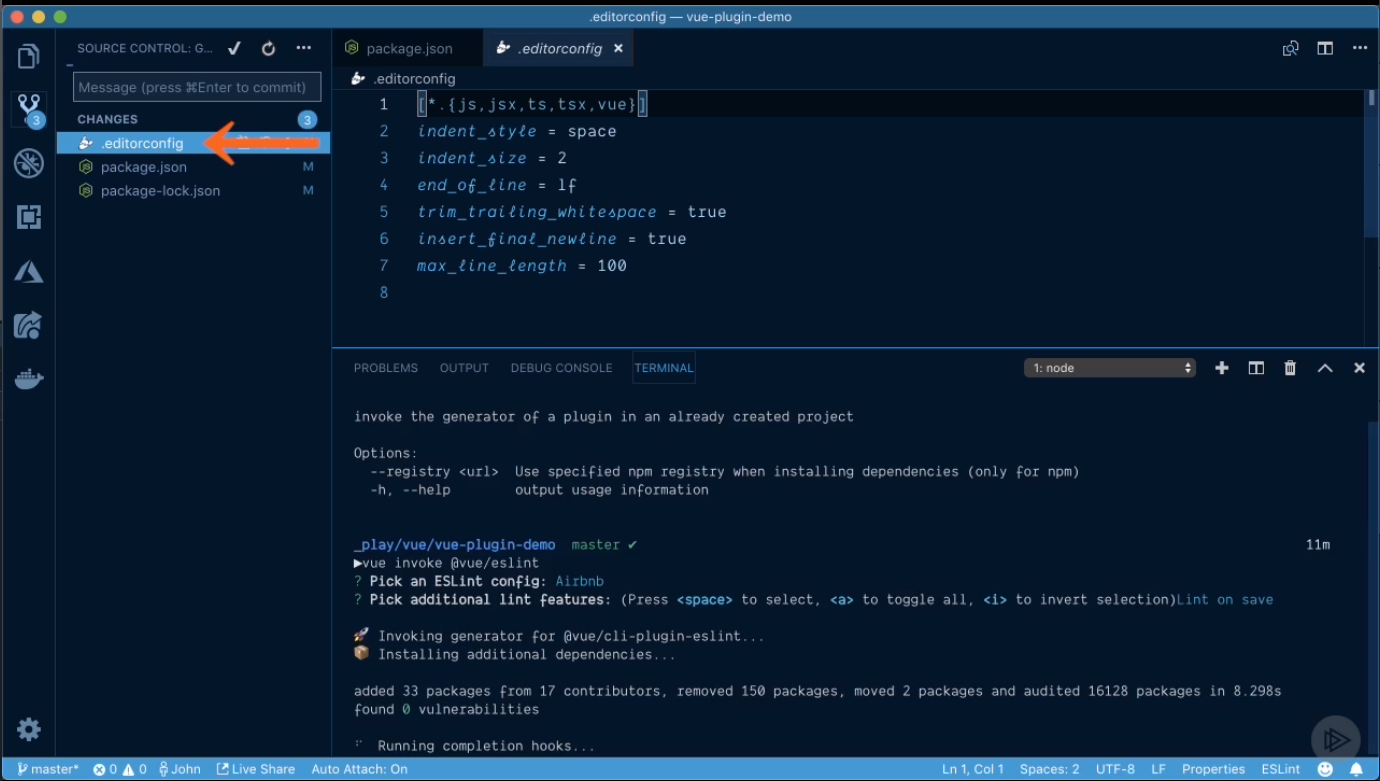 .editorconfig — vue-plugin-demo
SOURCE CONTROL: G...
Message (press ⌘Enter to commit)
CHANGES 3
.editorconfig
package.json M
package-lock.json M
3
package.json .editorconfig
.editorconfig
1 [*.{js,jsx,ts,tsx,vue}]
2 indent_style = space
3 indent_size = 2
4 end_of_line = lf
5 trim_trailing_whitespace = true
6 insert_final_newline = true
7 max_line_length = 100
8
PROBLEMS OUTPUT DEBUG CONSOLE TERMINAL 1: node
invoke the generator of a plugin in an already created project
Options:
--registry <url> Use specified npm registry when installing dependencies (only for npm)
-h, --help output usage information
_play/vue/vue-plugin-demo master ✔ 11m
▶vue invoke @vue/eslint
? Pick an ESLint config: Airbnb
? Pick additional lint features: (Press <space> to select, <a> to toggle all, <i> to invert selection)Lint on save
🚀 Invoking generator for @vue/cli-plugin-eslint...
📦 Installing additional dependencies...
added 33 packages from 17 contributors, removed 150 packages, moved 2 packages and audited 16128 packages in 8.298s
found 0 vulnerabilities
Running completion hooks...
master* 0 0 John Live Share Auto Attach: On Ln 1, Col 1 Spaces: 2 UTF-8 LF Properties ESLint